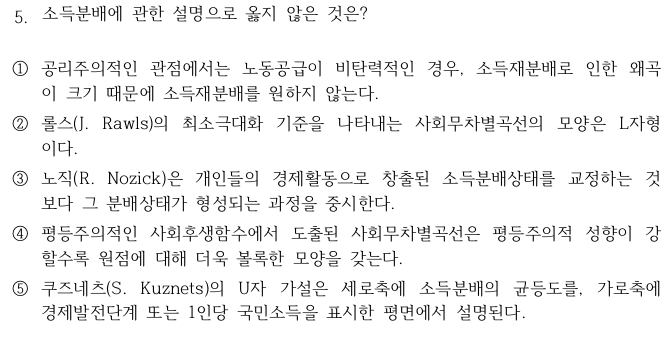 5. 소득분배에 관한 설명으로 옳지 않은 것은?
① 공리주의적인 관점에서는 노동공급이 비탄력적인 경우, 소득재분배로 인한 왜곡
이 크기 때문에 소득재분배를 원하지 않는다.
② 롤스(J. Rawls)의 최소극대화 기준을 나타내는 사회무차별곡선의 모양은 L자형
이다.
③ 노직(R. Nozick)은 개인들의 경제활동으로 창출된 소득분배상태를 교정하는 것
보다 그 분배상태가 형성되는 과정을 중시한다.
④ 평등주의적인 사회후생함수에서 도출된 사회무차별곡선은 평등주의적 성향이 강
할수록 원점에 대해 더욱 볼록한 모양을 갖는다.
⑤ 쿠즈네츠(S. Kuznets)의 U자 가설은 세로축에 소득분배의 균등도를, 가로축에
경제발전단계 또는 1인당 국민소득을 표시한 평면에서 설명된다.